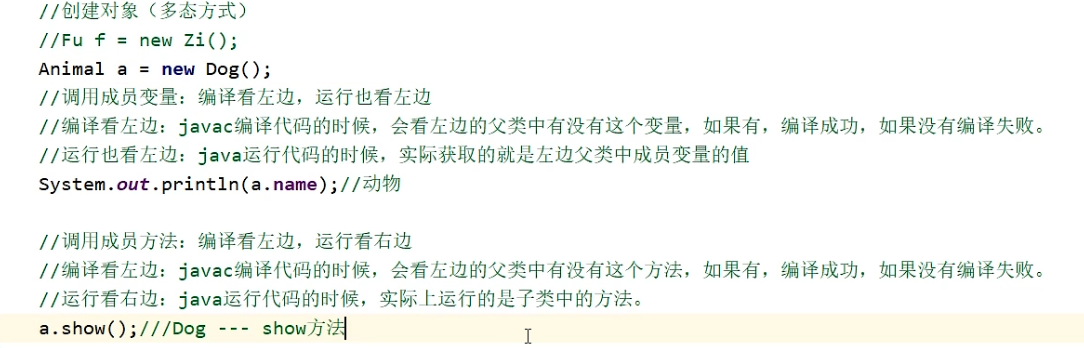 //创建对象（多态方式）
//Fu f = new Zi();
Animal a = new Dog();
//调用成员变量：编译看左边，运行也看左边
//编译看左边：javac编译代码的时候，会看左边的父类中有没有这个变量，如果有，编译成功，如果没有编译失败。
//运行也看左边：java运行代码的时候，实际获取的就是左边父类中成员变量的值
System.out.println(a.name);//动物
//调用成员方法：编译看左边，运行看右边
//编译看左边：javac编译代码的时候，会看左边的父类中有没有这个方法，如果有，编译成功，如果没有编译失败。
//运行看右边：java运行代码的时候，实际上运行的是子类中的方法。
a.show();///Dog --- show方法